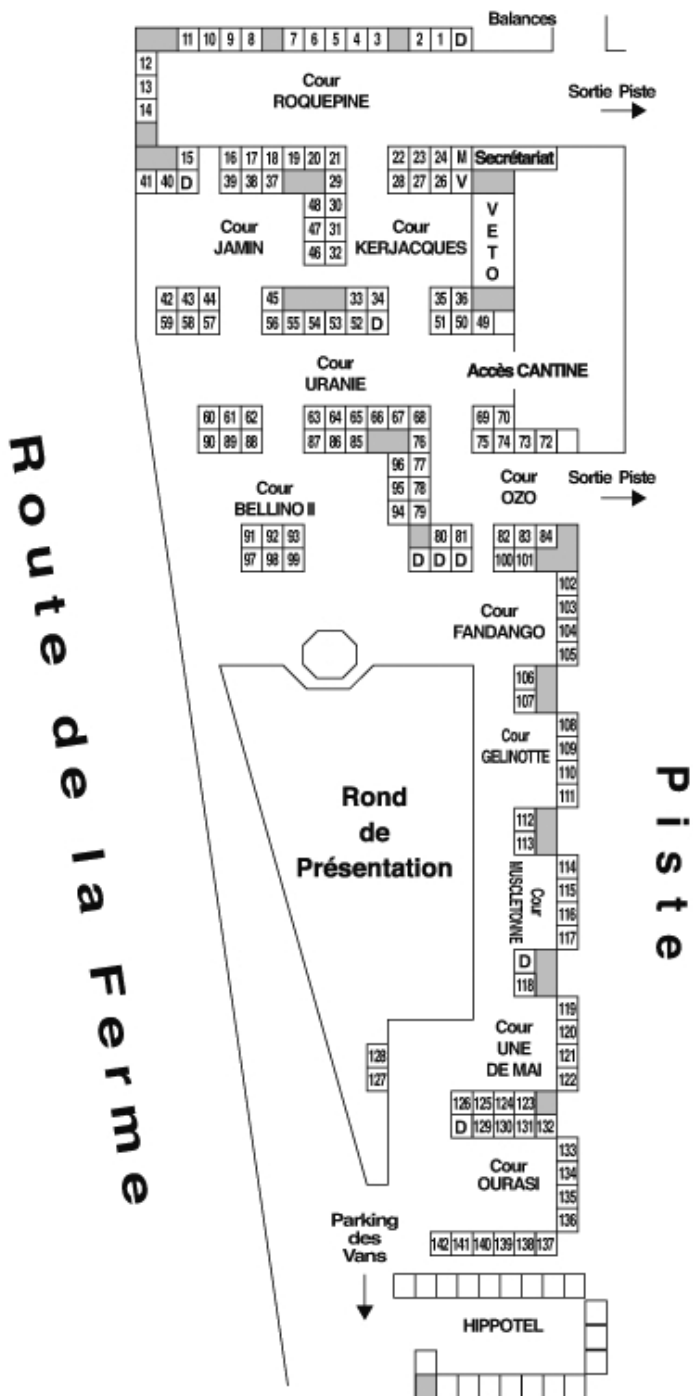 Balances
11 10 9 8 7 6 5 4 3 2 1 D
12
13
14
Cour
ROQUEPINE
Sortie Piste
15 16 17 18 19 20 21 22 23 24 M Secrétariat
41 40 D 39 38 37 29 28 27 26 V
48 30
47 31
46 32
Cour
JAMIN
Cour
KERJACQUES
VETO
42 43 44 45 33 34 35 36
59 58 57 56 55 54 53 52 D 51 50 49
Cour
URANIE
Accès CANTINE
60 61 62 63 64 65 66 67 68 69 70
90 89 88 87 86 85 76 75 74 73 72
96 77
95 78
94 79
Cour
BELLINO II
Cour
OZO
Sortie Piste
91 92 93 80 81 82 83 84
97 98 99 D D D 100 101
102
103
104
105
Cour
FANDANGO
106
107
108
109
110
111
Cour
GELINOTTE
Rond
de
Présentation
112
113
114
115
116
117
Cour
MUSCLETONNE
D
118
119
120
121
122
Cour
UNE
DE MAI
128
127
126 125 124 123
D 129 130 131 132
133
134
135
136
Cour
OURASI
Parking
des
Vans
142 141 140 139 138 137
HIPPOTEL
Route de la Ferme
Piste